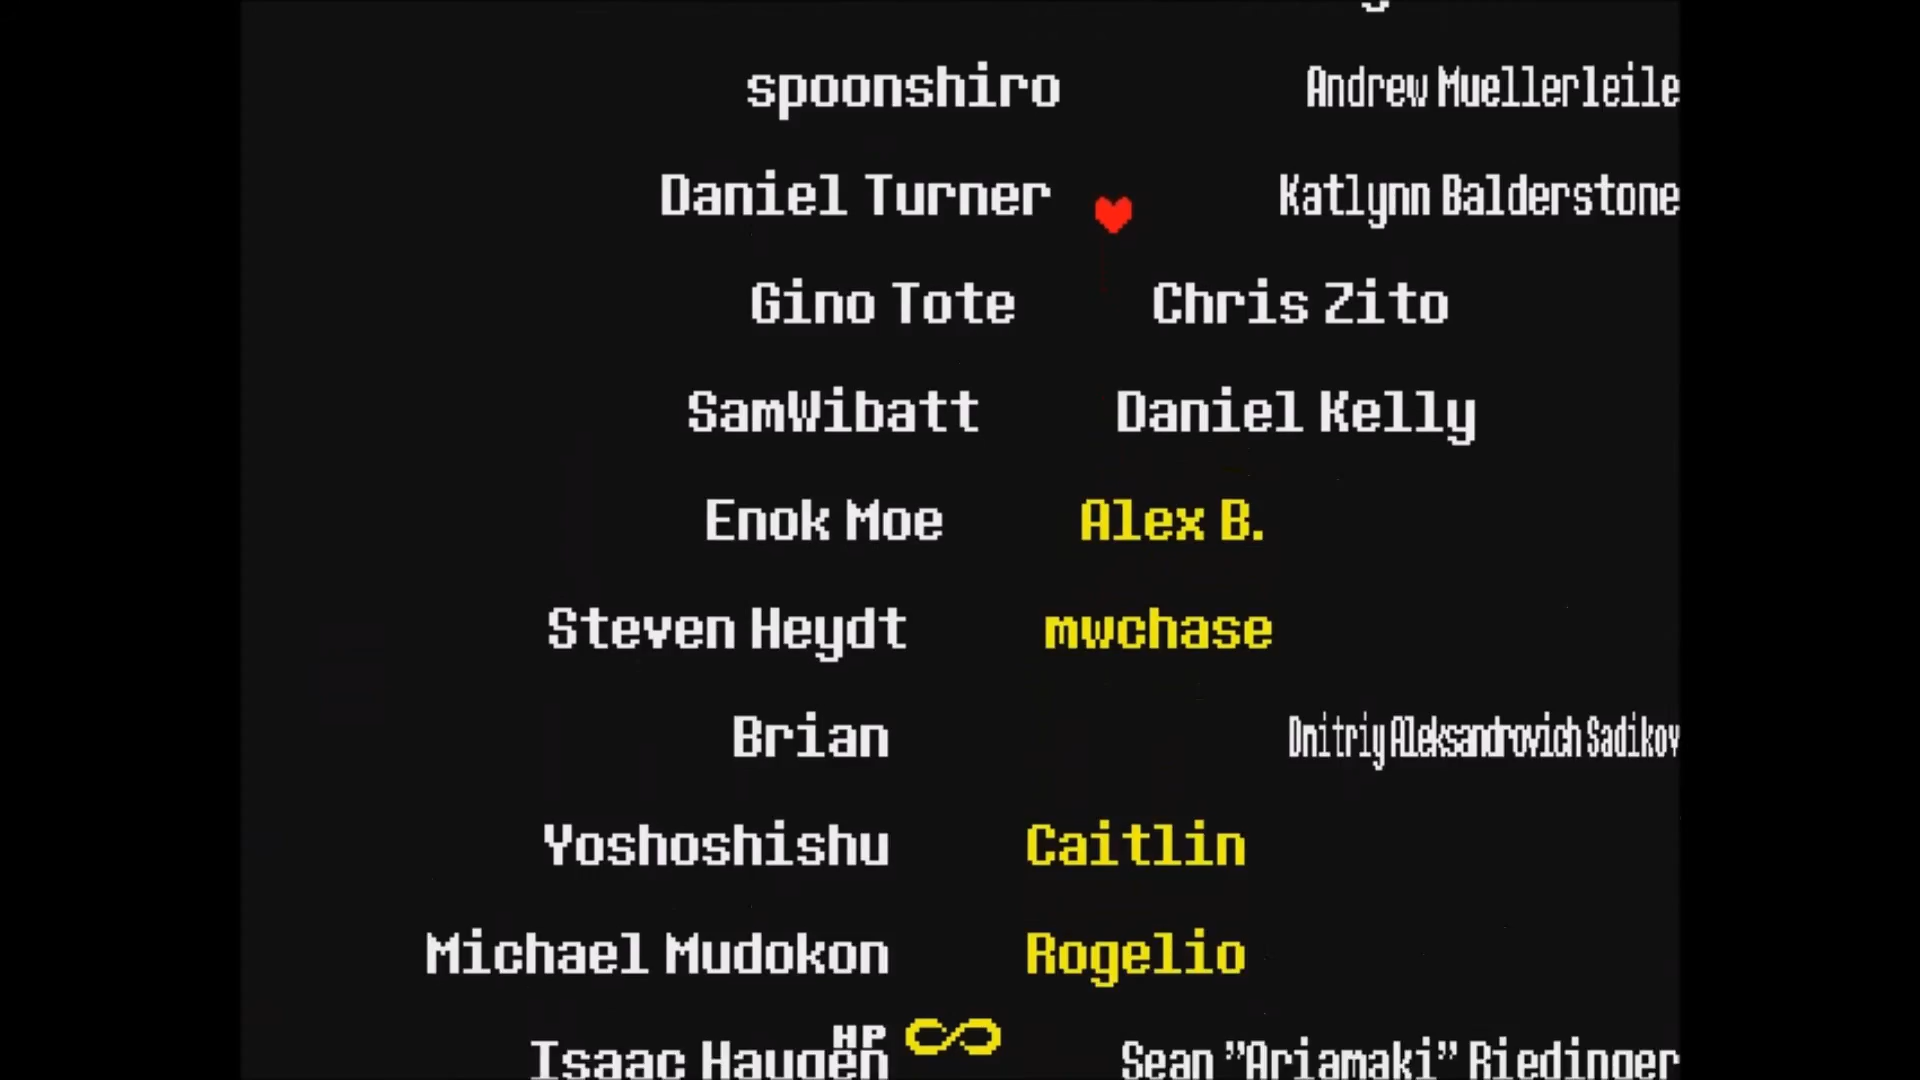 spoonshiro Andrew Muellerleile
Daniel Turner Katlynn Balderstone
Gino Tote Chris Zito
SamWibatt Daniel Kelly
Enok Moe Alex B.
Steven Heydt mwchase
Brian Dmitriy Aleksandrovich Sadikov
Yoshoshishu Caitlin
Michael Mudokon Rogelio
HP ∞
Isaac Haugen Sean "Ariamaki" Riedinger